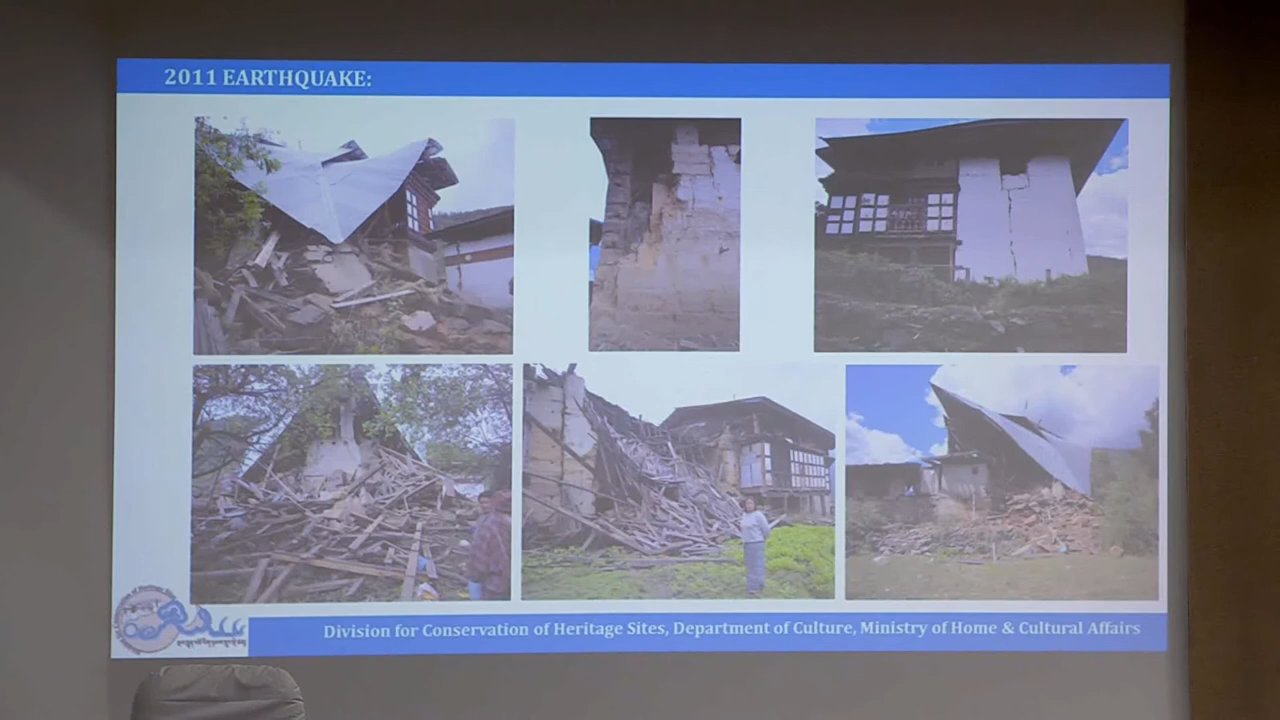 2011 EARTHQUAKE:
Division for Conservation of Heritage Sites, Department of Culture, Ministry of Home & Cultural Affairs